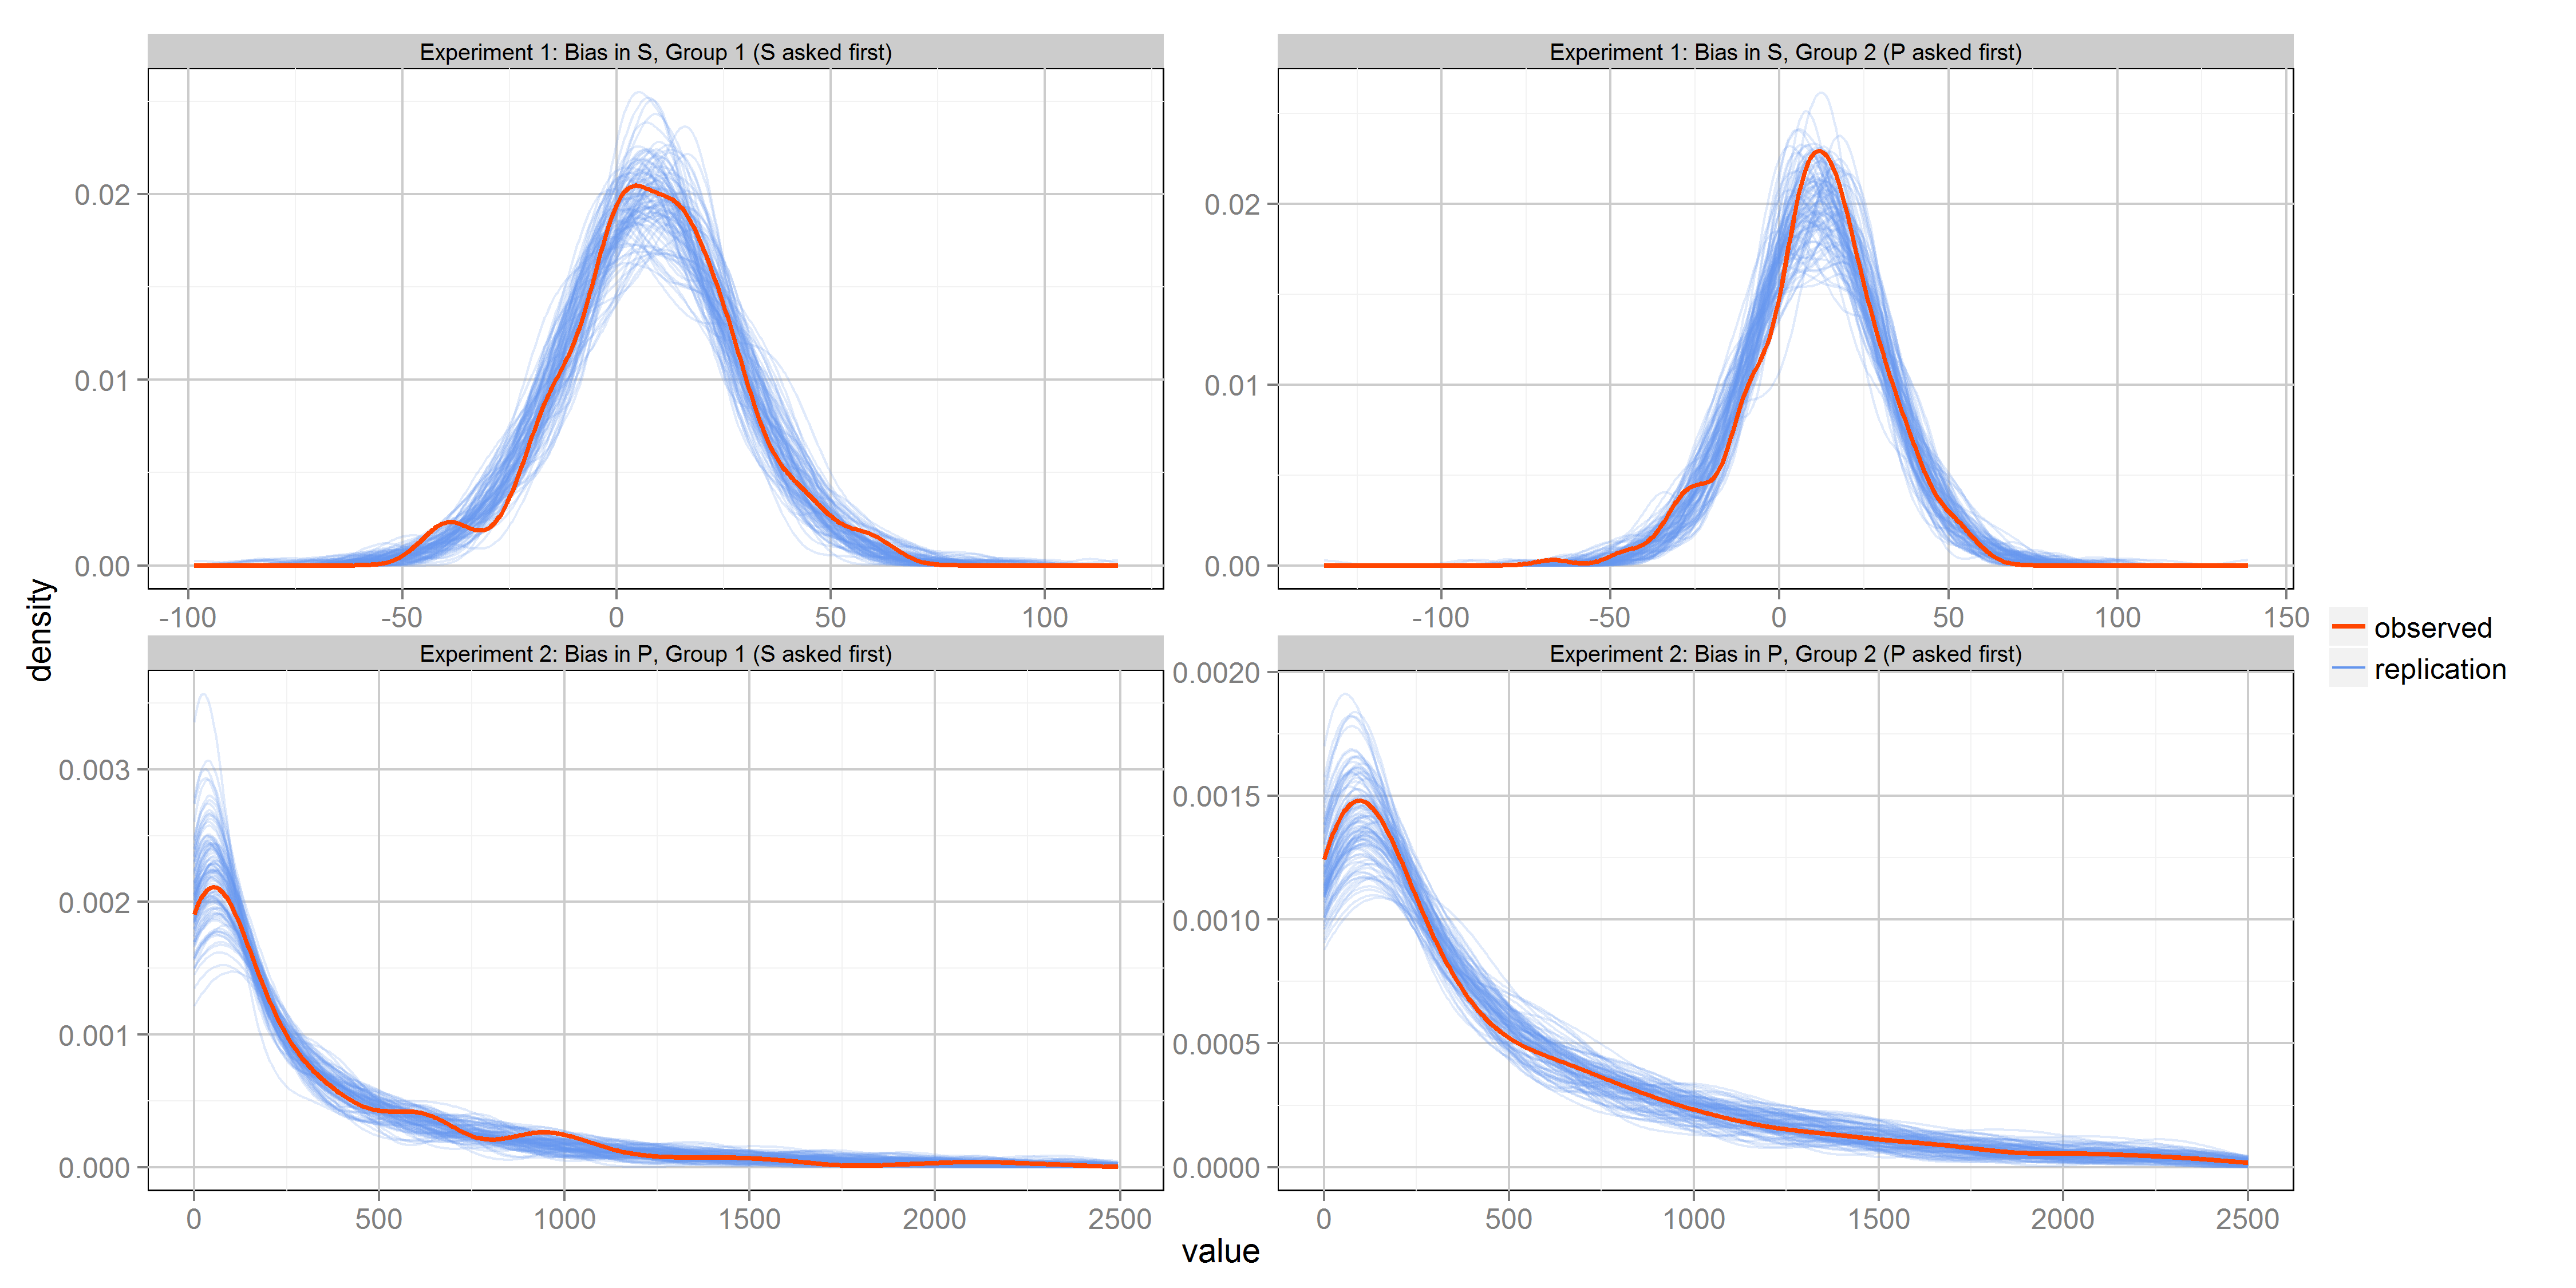 Experiment 1: Bias in S, Group 1 (S asked first)
Experiment 1: Bias in S, Group 2 (P asked first)
0.02
0.01
0.00
-100 -50 0 50 100
0.02
0.01
0.00
-100 -50 0 50 100 150
density
Experiment 2: Bias in P, Group 1 (S asked first)
Experiment 2: Bias in P, Group 2 (P asked first)
0.003
0.002
0.001
0.000
0 500 1000 1500 2000 2500
0.0020
0.0015
0.0010
0.0005
0.0000
0 500 1000 1500 2000 2500
value
observed
replication